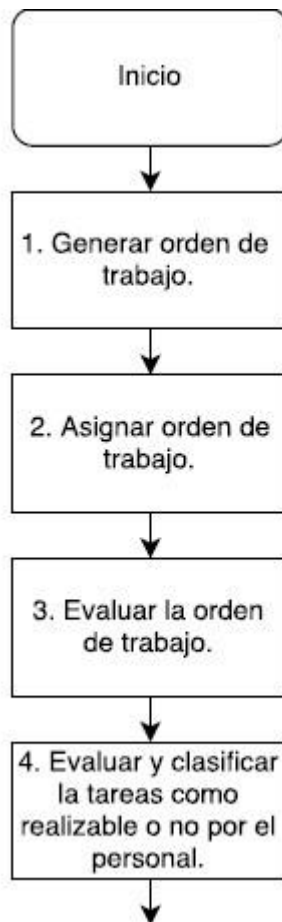 Inicio
1. Generar orden de
trabajo.
2. Asignar orden de
trabajo.
3. Evaluar la orden
de trabajo.
4. Evaluar y clasificar
la tareas como
realizable o no por el
personal.